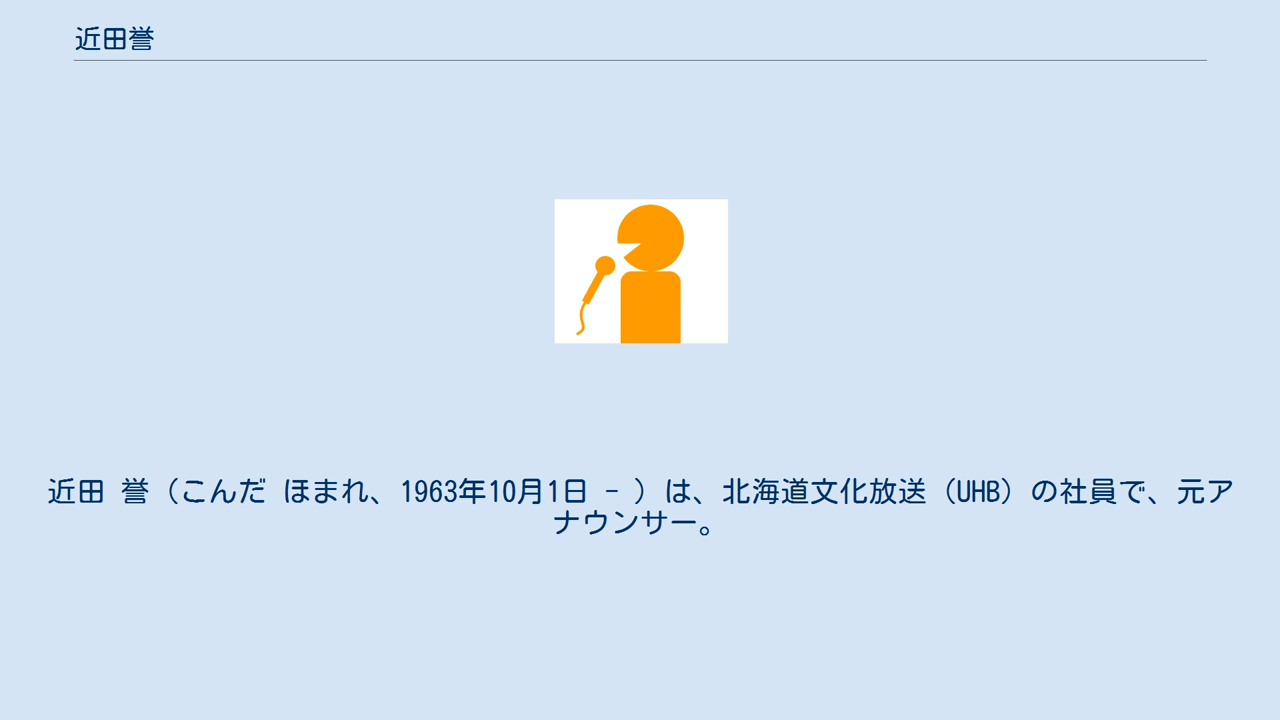 近田誉
近田 誉（こんだ ほまれ、1963年10月1日 - ）は、北海道文化放送（UHB）の社員で、元ア
ナウンサー。